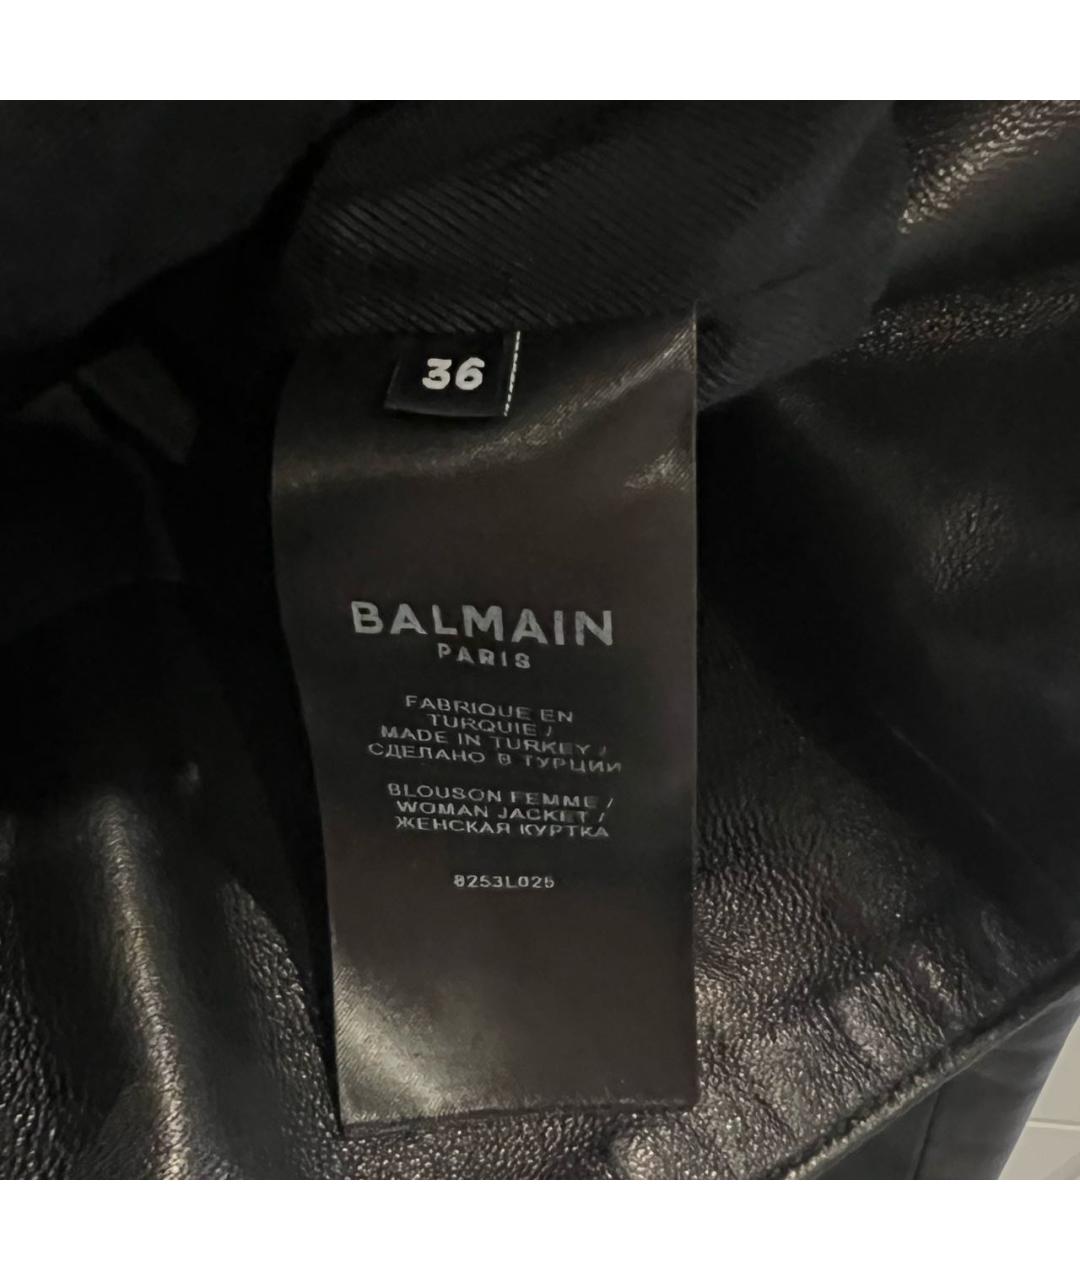 36
BALMAIN
PARIS
FABRIQUE EN
TURQUIE /
MADE IN TURKEY /
СДЕЛАНО В ТУРЦИИ
BLOUSON FEMME /
WOMAN JACKET /
ЖЕНСКАЯ КУРТКА
8253L025